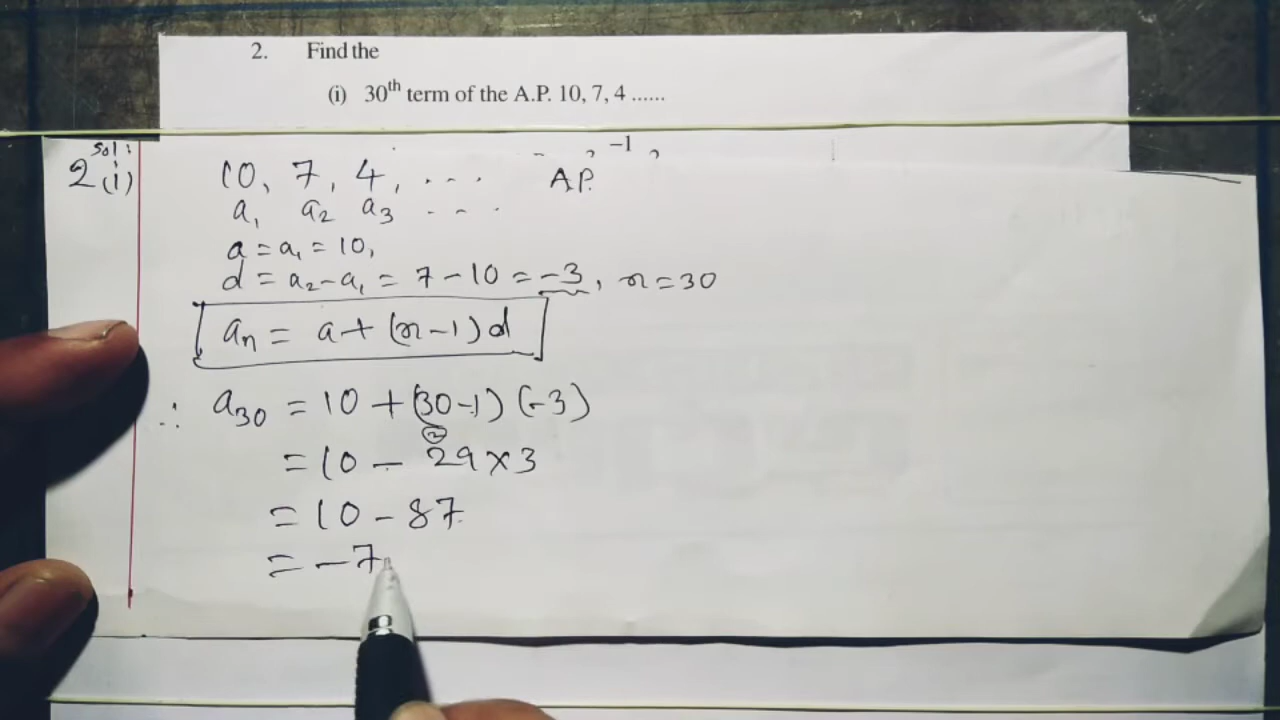 2. Find the
(i) 30th term of the A.P. 10, 7, 4 ......
, -1 ,
Sol:
2(i) 10, 7, 4, ... A.P.
a₁ a₂ a₃ ...
a = a₁ = 10,
d = a₂-a₁ = 7-10 = -3, n=30
an = a+(n-1)d
∴ a30 = 10+(30-1)(-3)
= 10 - 29×3
= 10 - 87
= -7